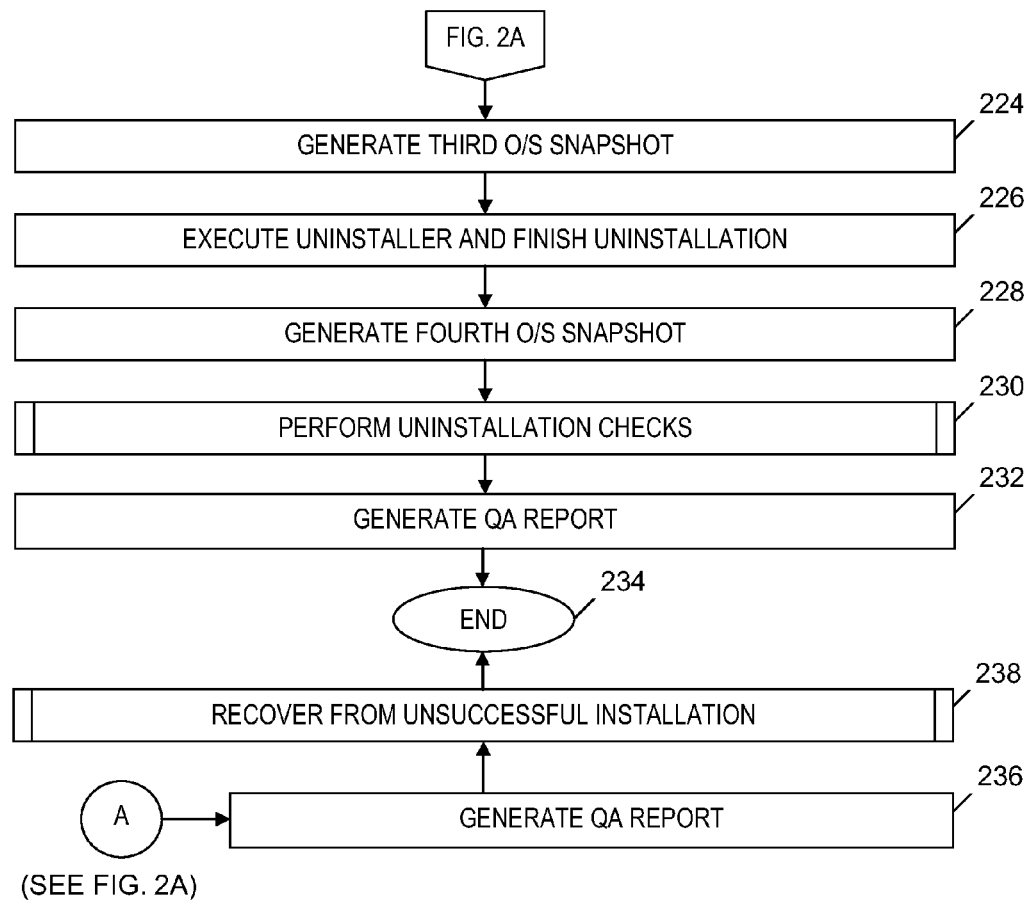 FIG. 2A
224
GENERATE THIRD O/S SNAPSHOT
226
EXECUTE UNINSTALLER AND FINISH UNINSTALLATION
228
GENERATE FOURTH O/S SNAPSHOT
230
PERFORM UNINSTALLATION CHECKS
232
GENERATE QA REPORT
234
END
238
RECOVER FROM UNSUCCESSFUL INSTALLATION
236
A
GENERATE QA REPORT
(SEE FIG. 2A)